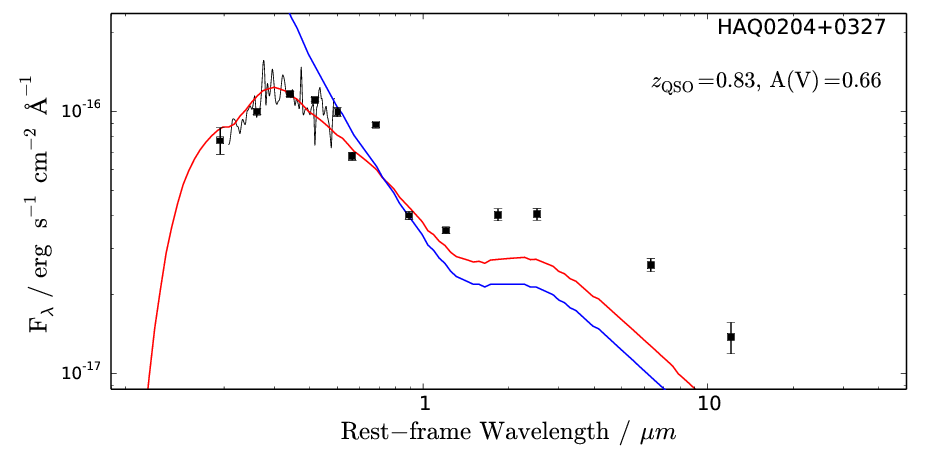 HAQ0204+0327
z_QSO=0.83, A(V)=0.66
F_λ / erg s⁻¹ cm⁻² Å⁻¹
10⁻¹⁶
10⁻¹⁷
1 10
Rest−frame Wavelength / μm